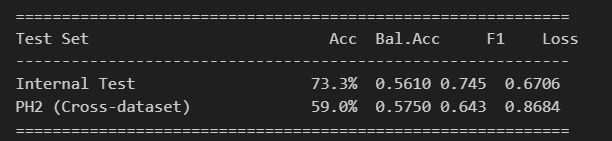 ============================================================
Test Set Acc Bal.Acc F1 Loss
------------------------------------------------------------
Internal Test 73.3% 0.5610 0.745 0.6706
PH2 (Cross-dataset) 59.0% 0.5750 0.643 0.8684
============================================================